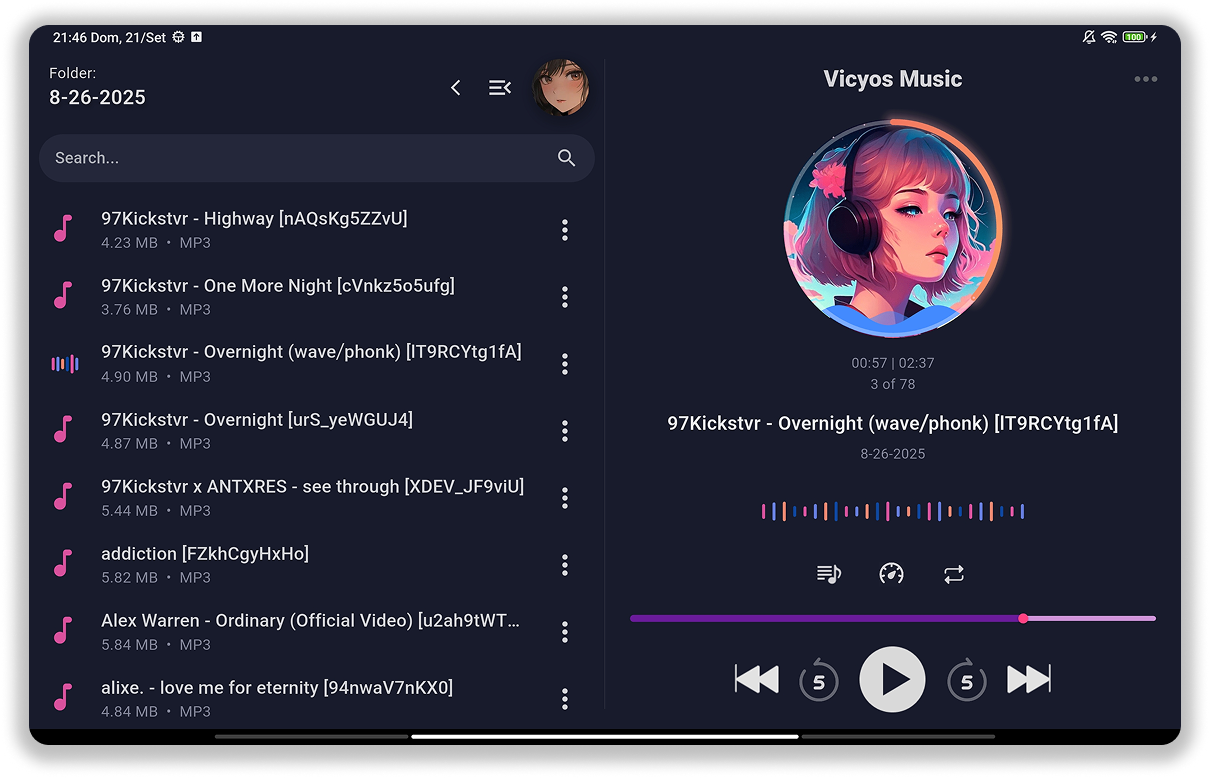 21:46 Dom, 21/Set
100
Folder:
8-26-2025
Search...
97Kickstvr - Highway [nAQsKg5ZZvU]
4.23 MB • MP3
97Kickstvr - One More Night [cVnkz5o5ufg]
3.76 MB • MP3
97Kickstvr - Overnight (wave/phonk) [lT9RCYtg1fA]
4.90 MB • MP3
97Kickstvr - Overnight [urS_yeWGUJ4]
4.87 MB • MP3
97Kickstvr x ANTXRES - see through [XDEV_JF9viU]
5.44 MB • MP3
addiction [FZkhCgyHxHo]
5.82 MB • MP3
Alex Warren - Ordinary (Official Video) [u2ah9tWT...
5.84 MB • MP3
alixe. - love me for eternity [94nwaV7nKX0]
4.84 MB • MP3
Vicyos Music
00:57 | 02:37
3 of 78
97Kickstvr - Overnight (wave/phonk) [lT9RCYtg1fA]
8-26-2025
5
5